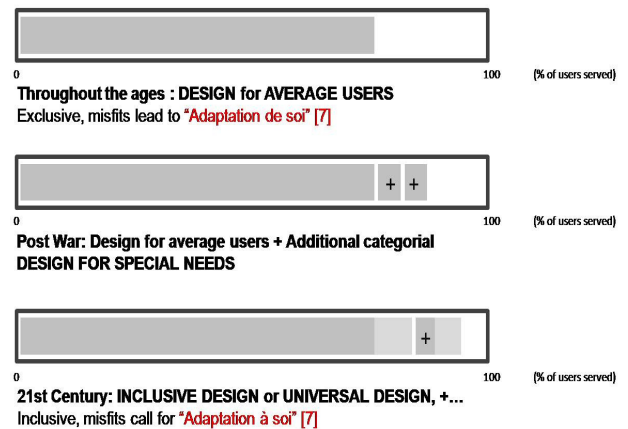 0 100 (% of users served)
Throughout the ages : DESIGN for AVERAGE USERS
Exclusive, misfits lead to “Adaptation de soi” [7]
+ +
0 100 (% of users served)
Post War: Design for average users + Additional categorial
DESIGN FOR SPECIAL NEEDS
+
0 100 (% of users served)
21st Century: INCLUSIVE DESIGN or UNIVERSAL DESIGN, +...
Inclusive, misfits call for “Adaptation à soi” [7]